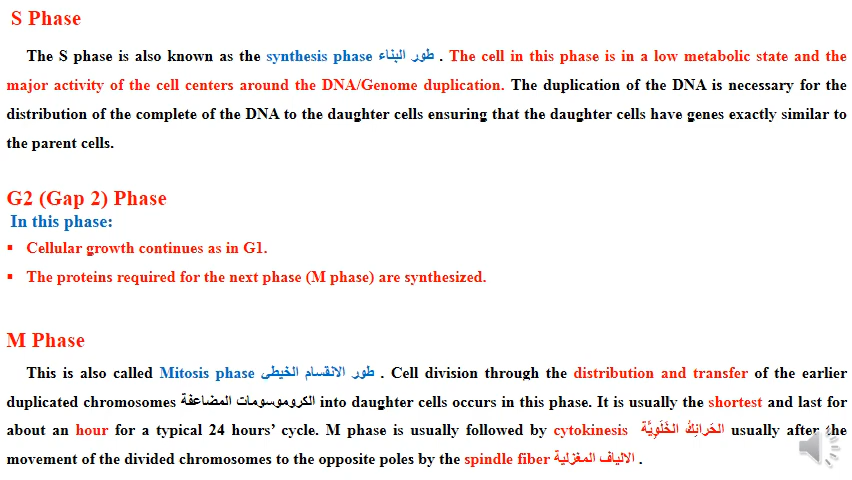 S Phase
The S phase is also known as the synthesis phase طور البناء . The cell in this phase is in a low metabolic state and the
major activity of the cell centers around the DNA/Genome duplication. The duplication of the DNA is necessary for the
distribution of the complete of the DNA to the daughter cells ensuring that the daughter cells have genes exactly similar to
the parent cells.
G2 (Gap 2) Phase
In this phase:
▪ Cellular growth continues as in G1.
▪ The proteins required for the next phase (M phase) are synthesized.
M Phase
This is also called Mitosis phase طور الانقسام الخيطي . Cell division through the distribution and transfer of the earlier
duplicated chromosomes الكروموسومات المضاعفة into daughter cells occurs in this phase. It is usually the shortest and last for
about an hour for a typical 24 hours’ cycle. M phase is usually followed by cytokinesis الحَرائِكُ الخَلَوِيَّة usually after the
movement of the divided chromosomes to the opposite poles by the spindle fiber الالياف المغزلية .